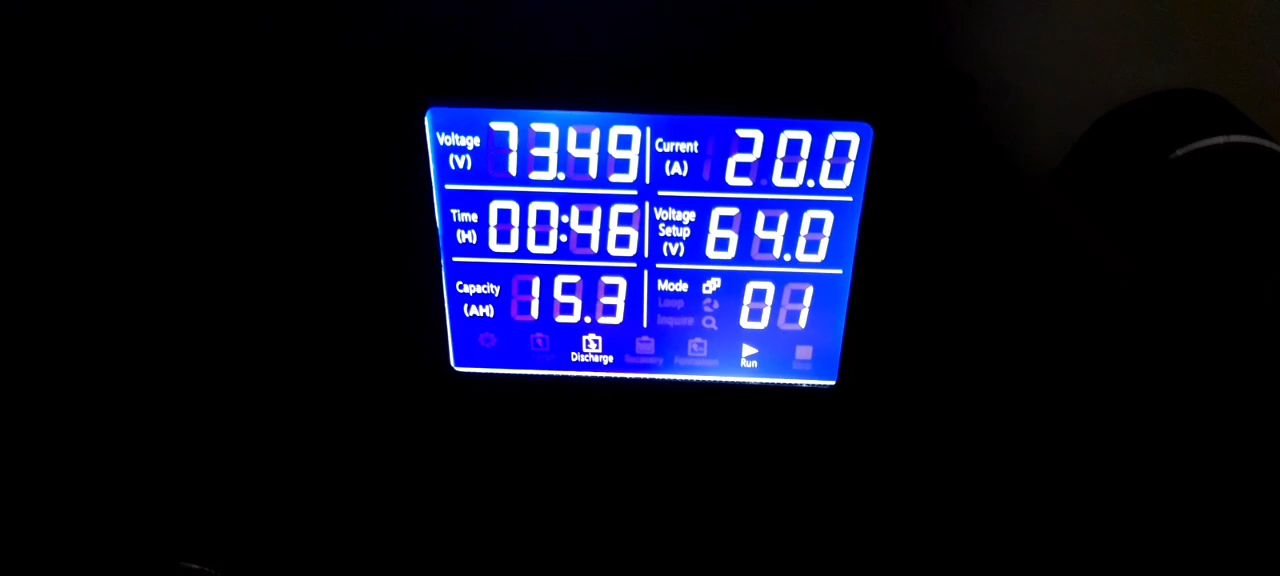 Voltage (V) 73.49 Current (A) 20.0
Time (H) 00:46 Voltage Setup (V) 64.0
Capacity (AH) 15.3 Mode 01
Loop
Inquire
Discharge Recovery Run